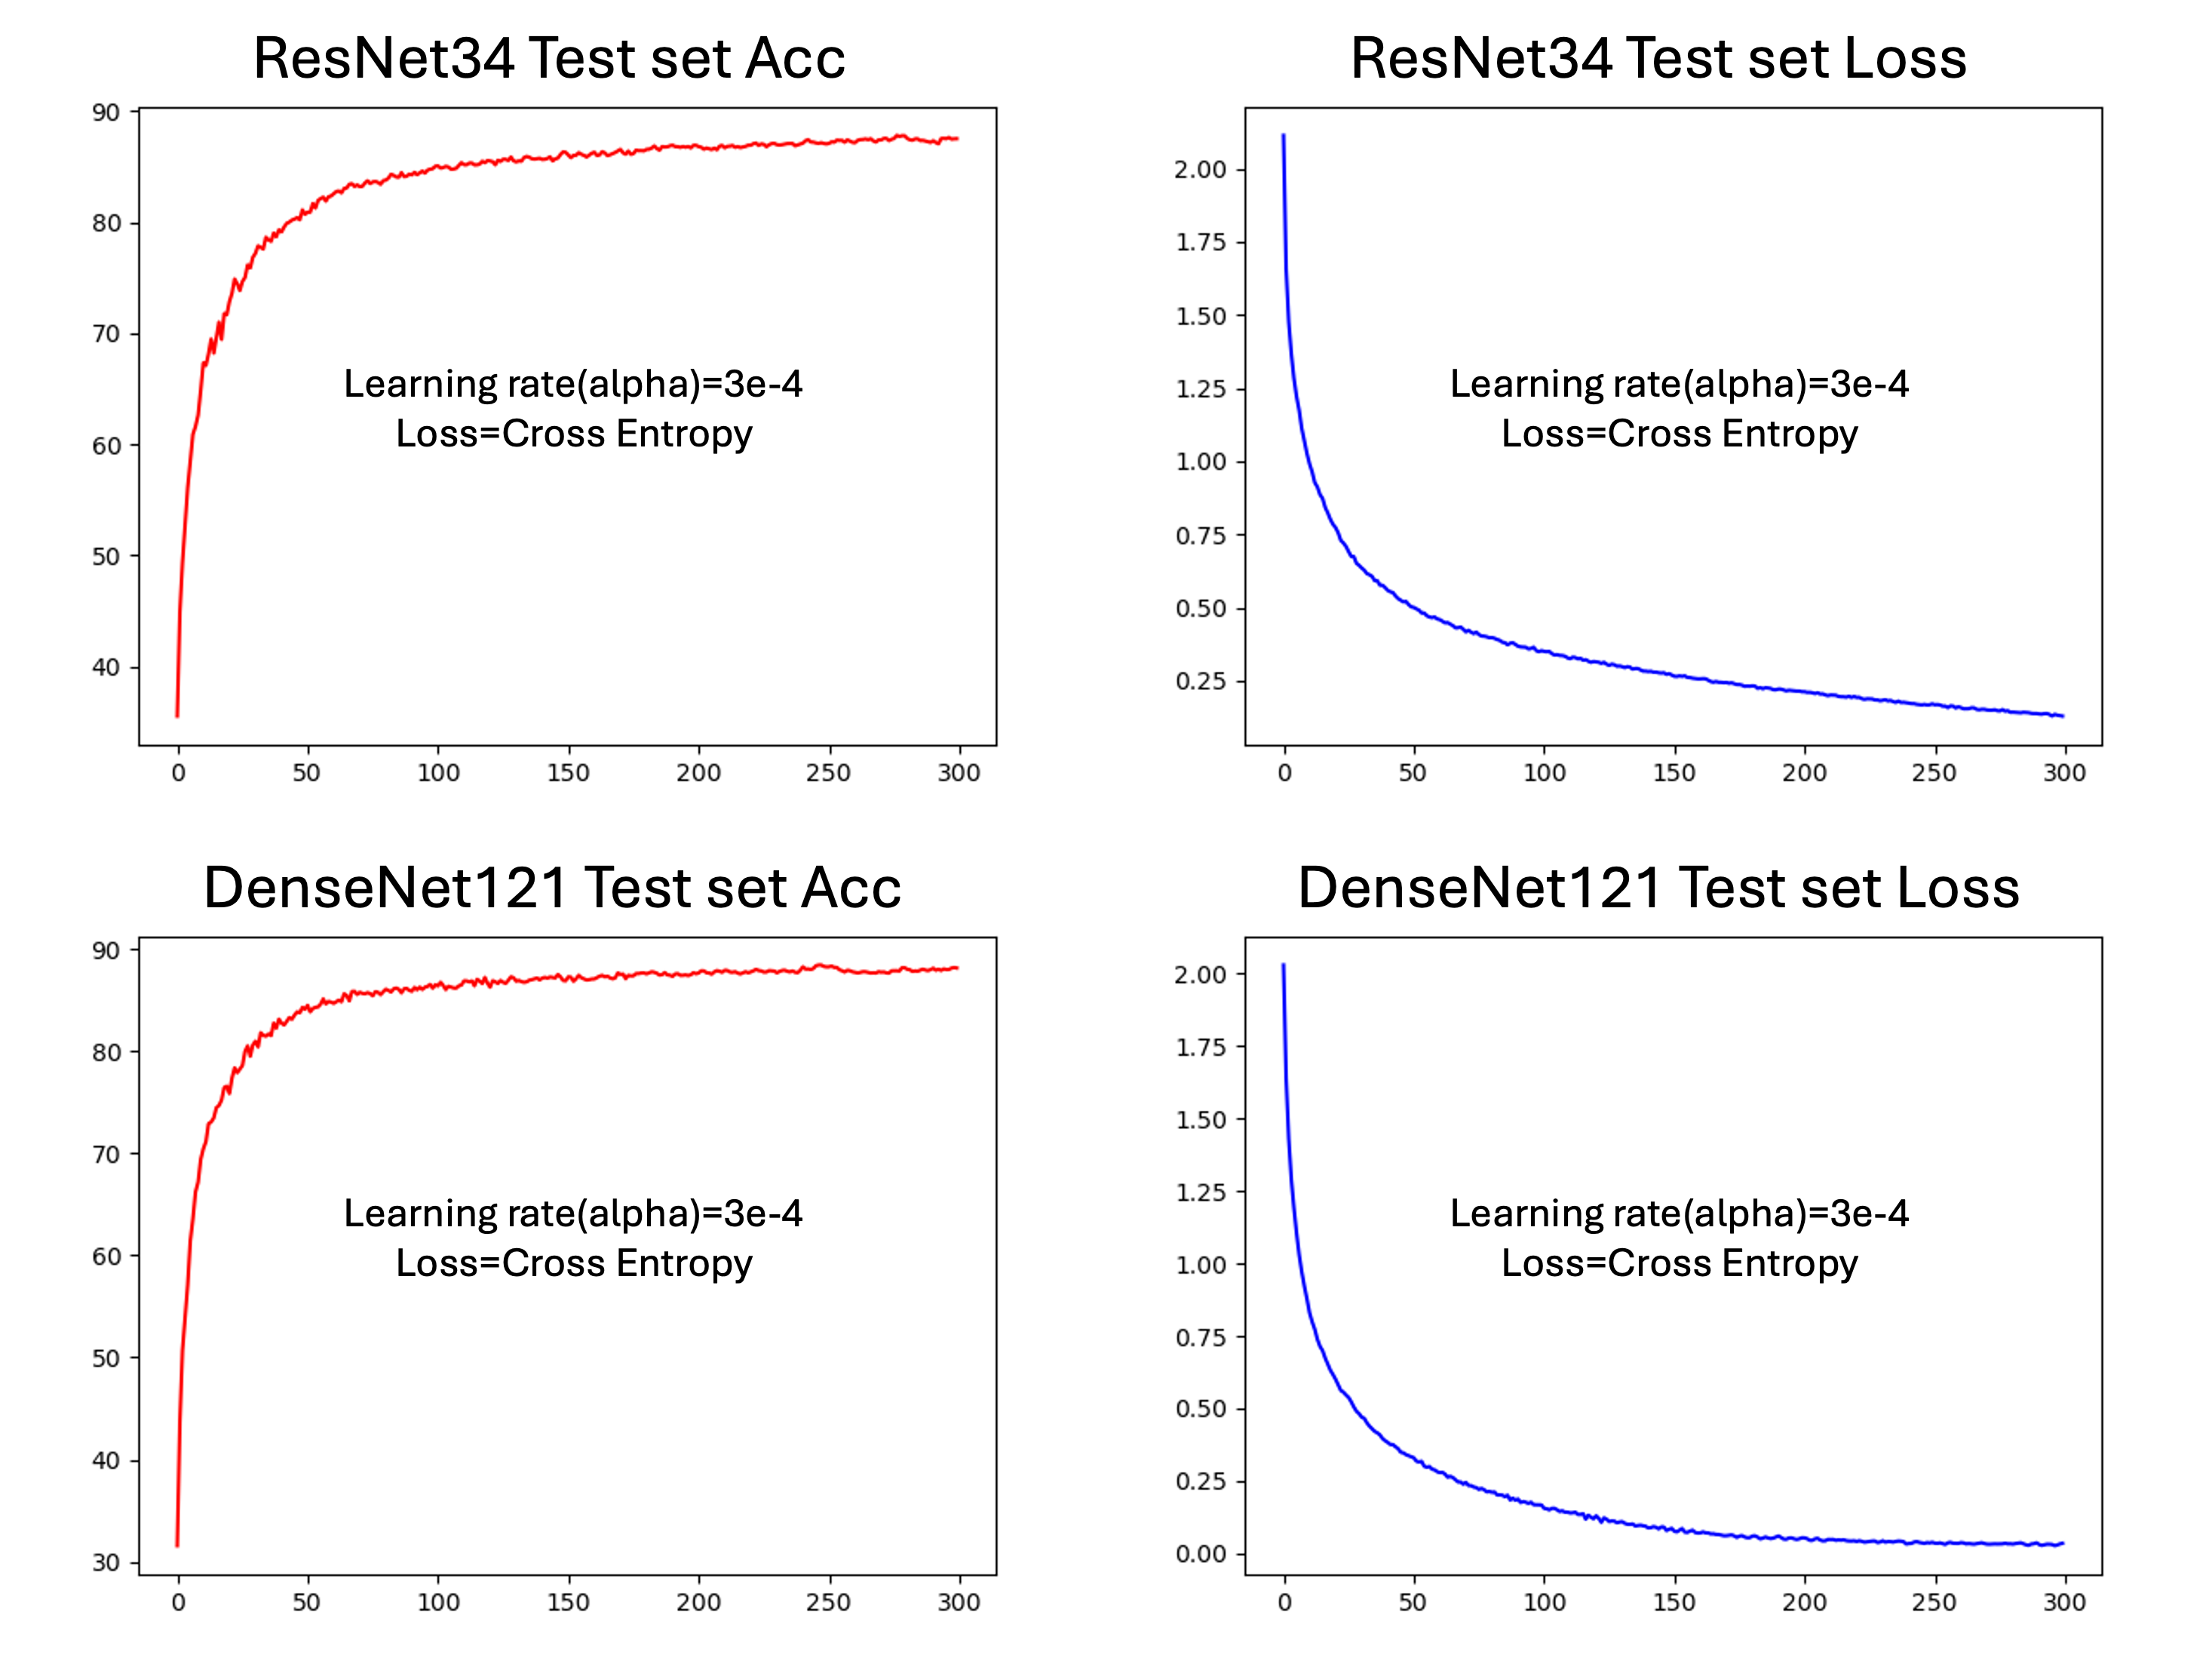 ResNet34 Test set Acc
90
80
70
60
50
40
Learning rate(alpha)=3e-4
Loss=Cross Entropy
0 50 100 150 200 250 300
ResNet34 Test set Loss
2.00
1.75
1.50
1.25
1.00
0.75
0.50
0.25
Learning rate(alpha)=3e-4
Loss=Cross Entropy
0 50 100 150 200 250 300
DenseNet121 Test set Acc
90
80
70
60
50
40
30
Learning rate(alpha)=3e-4
Loss=Cross Entropy
0 50 100 150 200 250 300
DenseNet121 Test set Loss
2.00
1.75
1.50
1.25
1.00
0.75
0.50
0.25
0.00
Learning rate(alpha)=3e-4
Loss=Cross Entropy
0 50 100 150 200 250 300